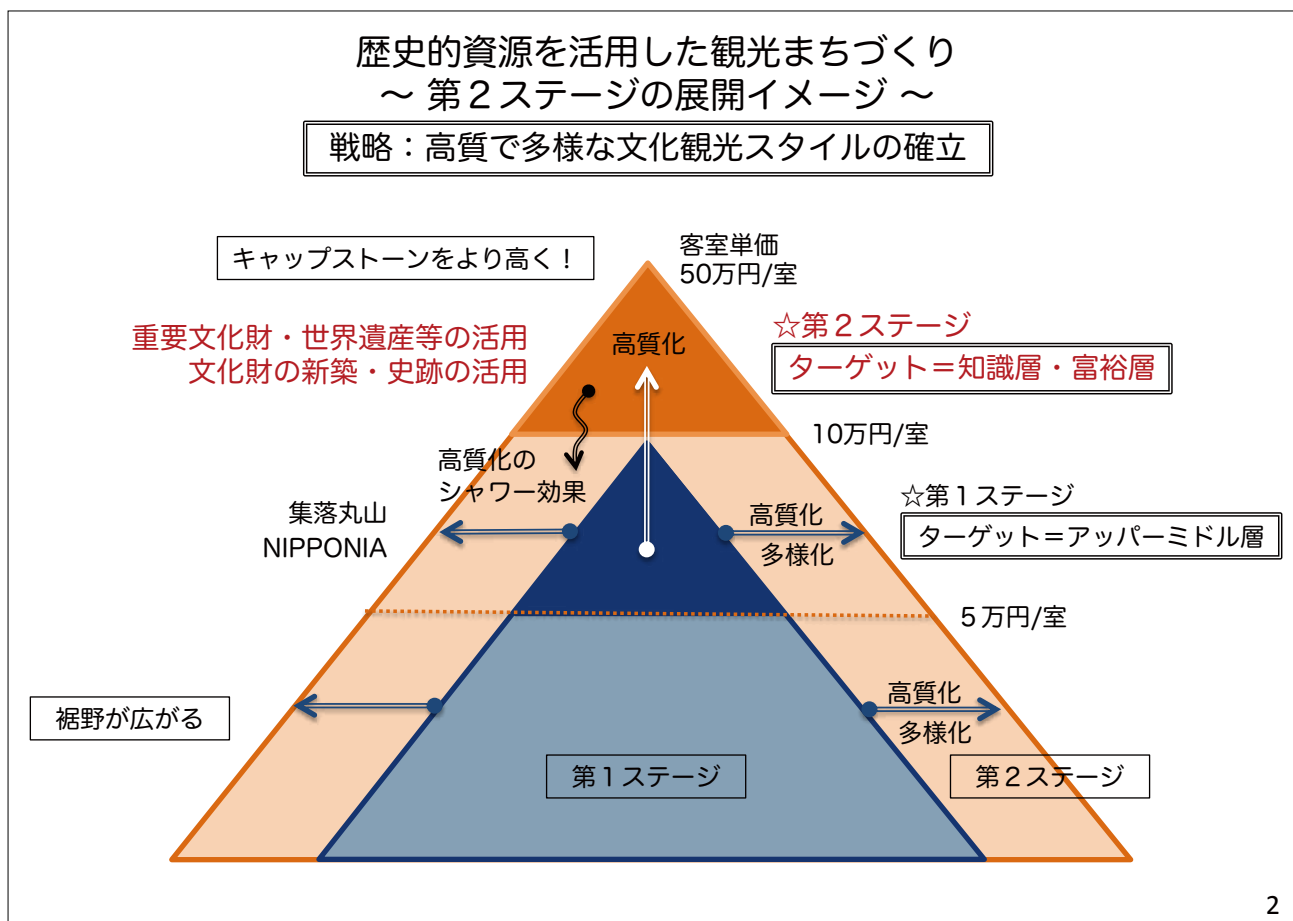 歴史的資源を活用した観光まちづくり
～ 第２ステージの展開イメージ ～
戦略：高質で多様な文化観光スタイルの確立
キャップストーンをより高く！
客室単価
50万円/室
重要文化財・世界遺産等の活用
文化財の新築・史跡の活用
高質化
☆第２ステージ
ターゲット＝知識層・富裕層
10万円/室
高質化の
シャワー効果
集落丸山
NIPPONIA
高質化
多様化
☆第１ステージ
ターゲット＝アッパーミドル層
５万円/室
裾野が広がる
高質化
多様化
第１ステージ
第２ステージ
2